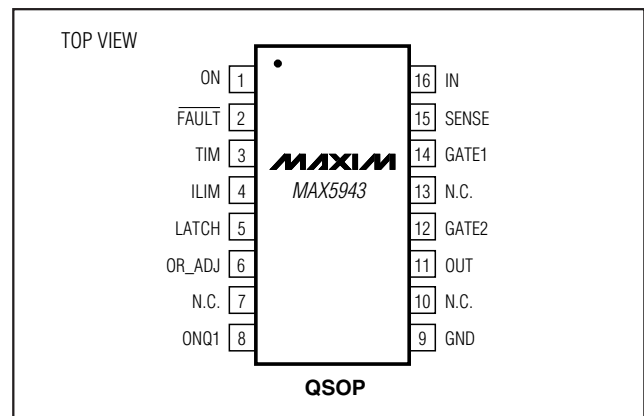 TOP VIEW
ON 1
FAULT 2
TIM 3
ILIM 4
LATCH 5
OR_ADJ 6
N.C. 7
ONQ1 8
MAXIM
MAX5943
16 IN
15 SENSE
14 GATE1
13 N.C.
12 GATE2
11 OUT
10 N.C.
9 GND
QSOP